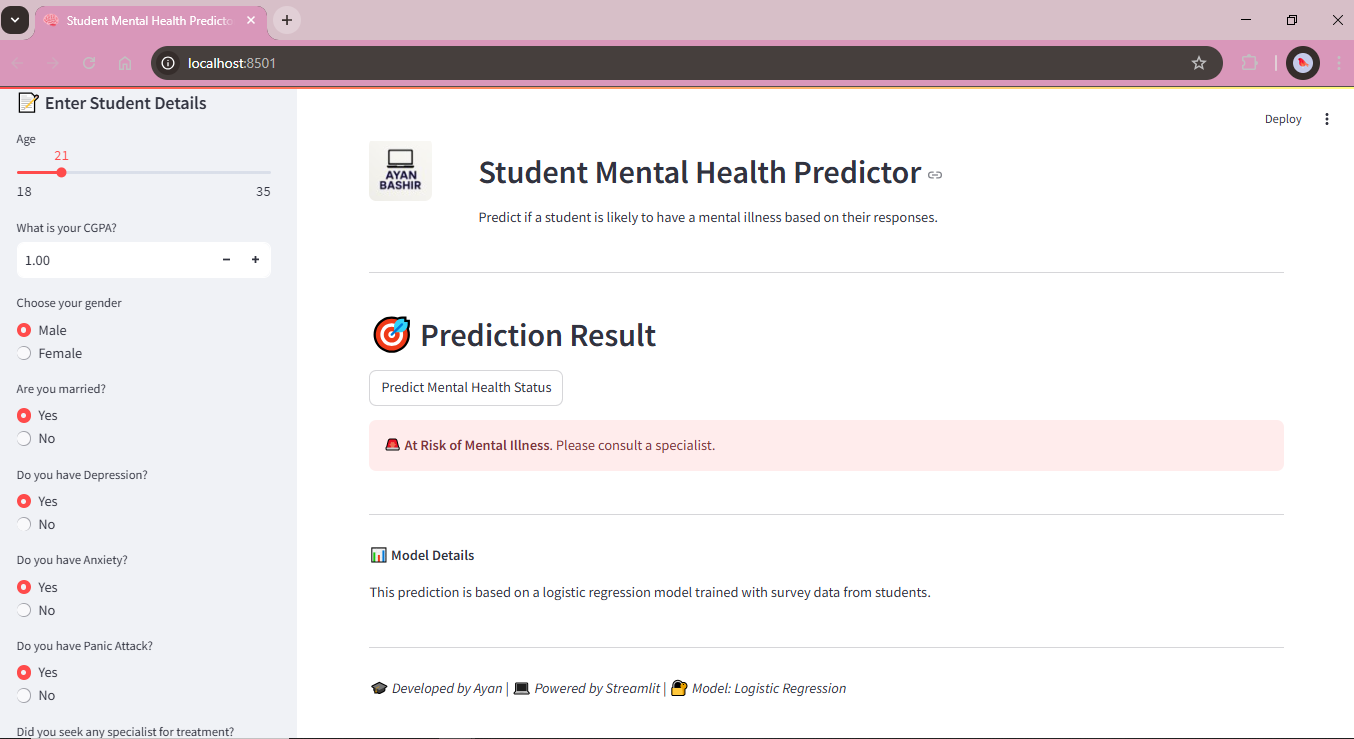 Student Mental Health Predicto
localhost:8501
📝 Enter Student Details
Age
21
18 35
What is your CGPA?
1.00
Choose your gender
Male
Female
Are you married?
Yes
No
Do you have Depression?
Yes
No
Do you have Anxiety?
Yes
No
Do you have Panic Attack?
Yes
No
Did you seek any specialist for treatment?
Deploy
AYAN
BASHIR
Student Mental Health Predictor
Predict if a student is likely to have a mental illness based on their responses.
🎯 Prediction Result
Predict Mental Health Status
🚨 At Risk of Mental Illness. Please consult a specialist.
📊 Model Details
This prediction is based on a logistic regression model trained with survey data from students.
🎓 Developed by Ayan | 💻 Powered by Streamlit | 🔐 Model: Logistic Regression